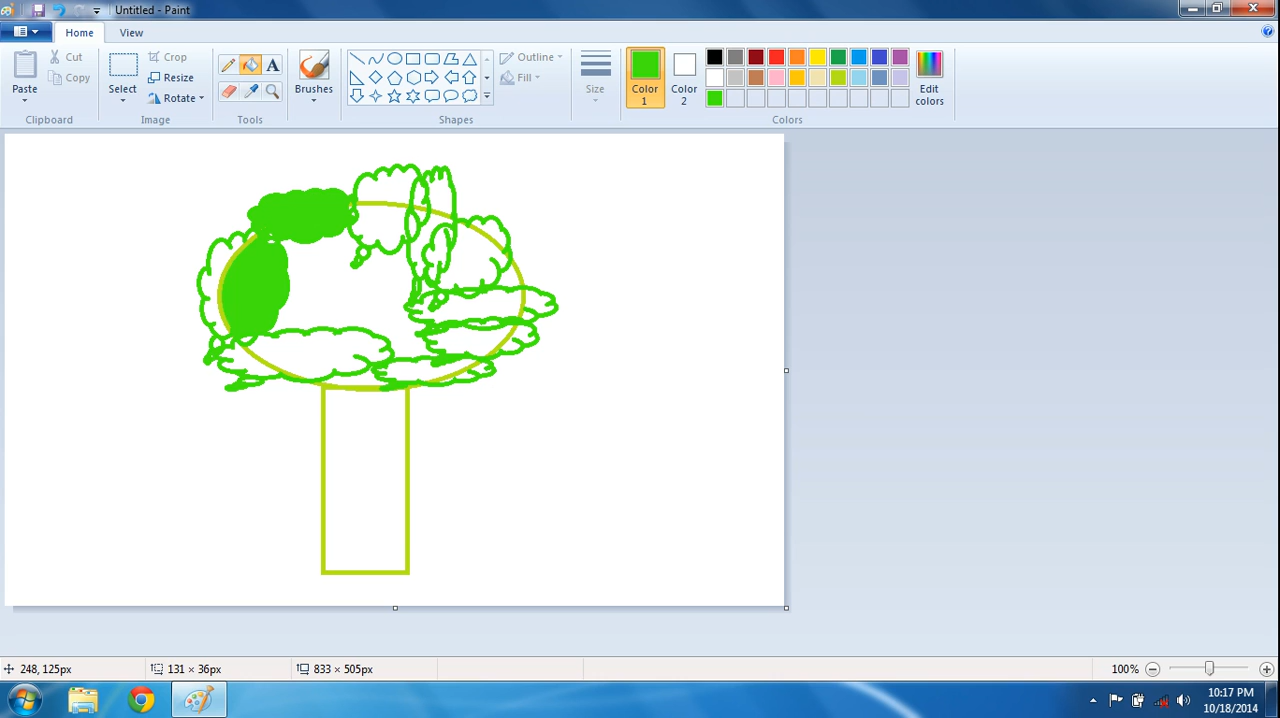 Untitled - Paint
Home View
Paste
Cut
Copy
Clipboard
Select
Crop
Resize
Rotate
Image
A
Tools
Brushes
Outline
Fill
Shapes
Size
Color
1
Color
2
Edit
colors
Colors
248, 125px
131 × 36px
833 × 505px
100%
10:17 PM
10/18/2014